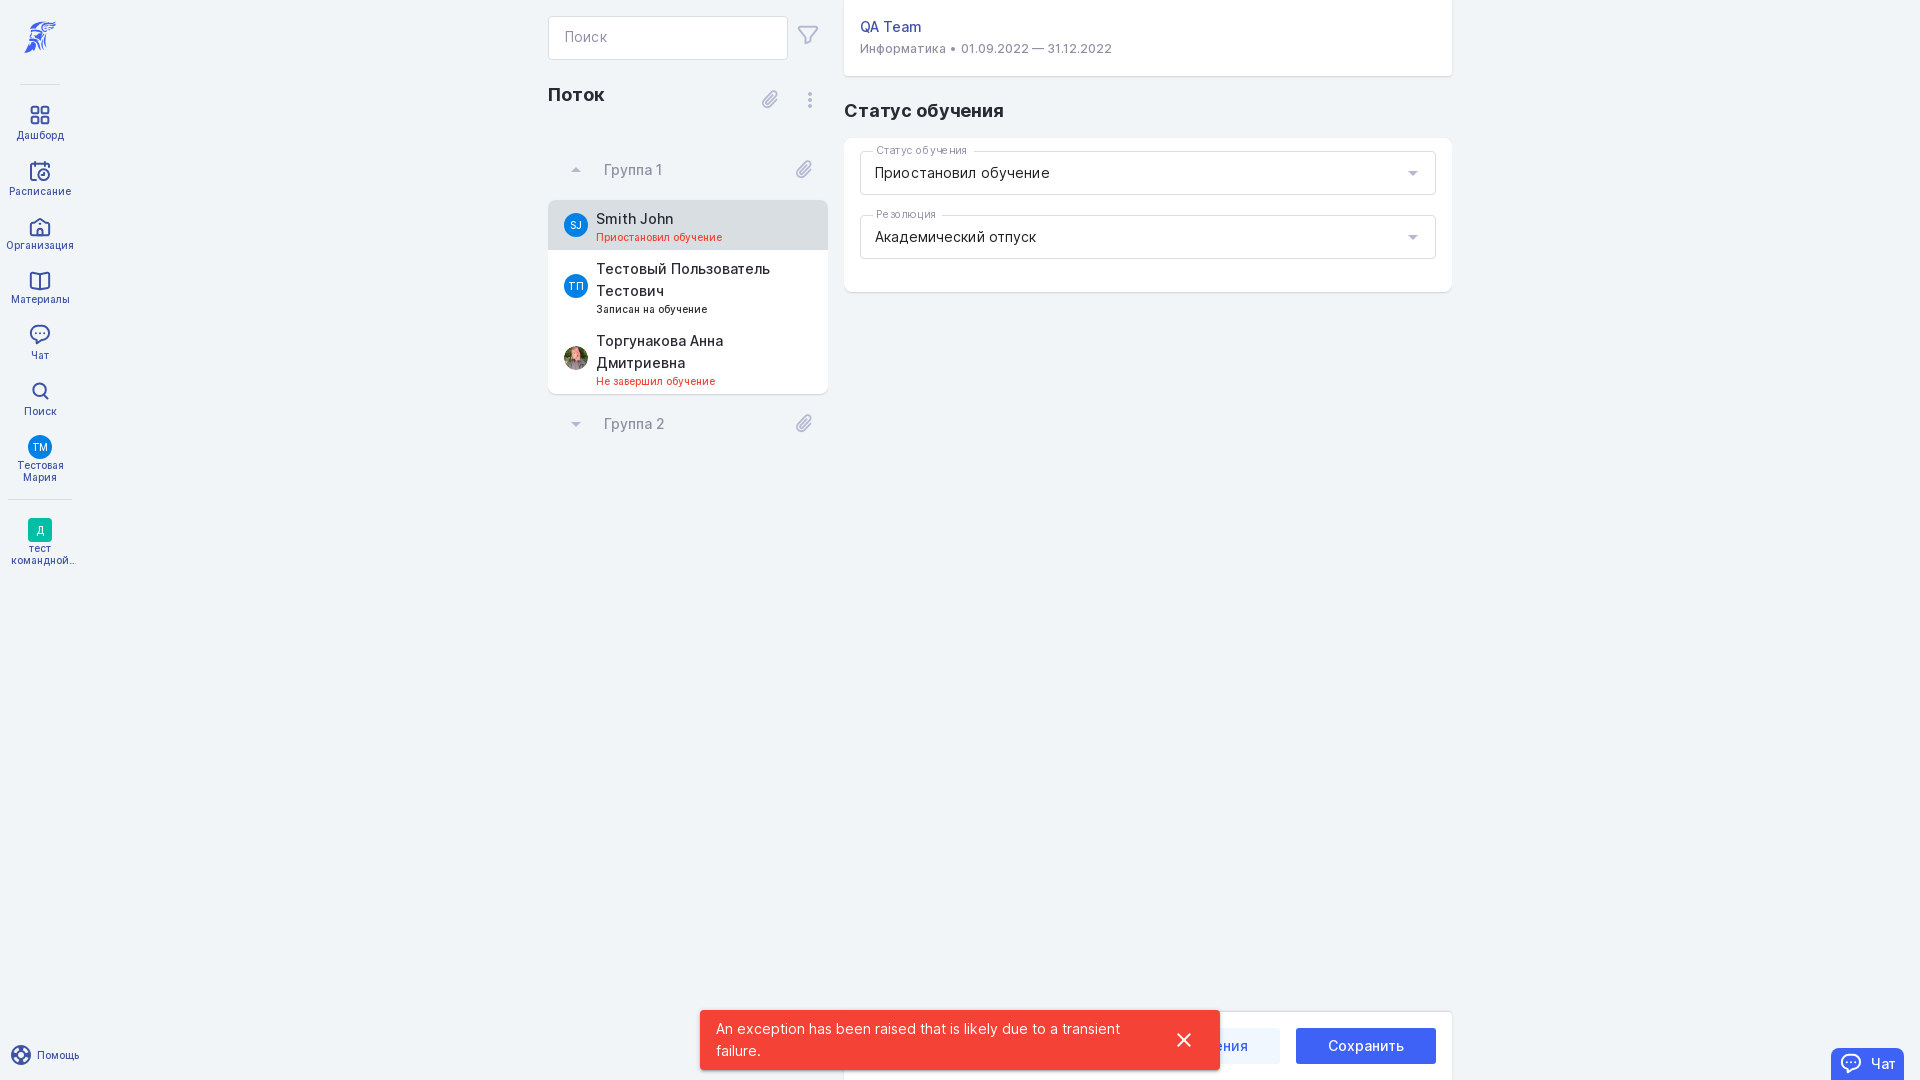 Дашборд
Расписание
Организация
Материалы
Чат
Поиск
ТМ
Тестовая
Мария
Д
тест
командной...
Помощь
Поиск
Поток
Группа 1
SJ
Smith John
Приостановил обучение
ТП
Тестовый Пользователь
Тестович
Записан на обучение
Торгунакова Анна
Дмитриевна
Не завершил обучение
Группа 2
QA Team
Информатика • 01.09.2022 — 31.12.2022
Статус обучения
Статус обучения
Приостановил обучение
Резолюция
Академический отпуск
An exception has been raised that is likely due to a transient
failure.
Сохранить
Чат